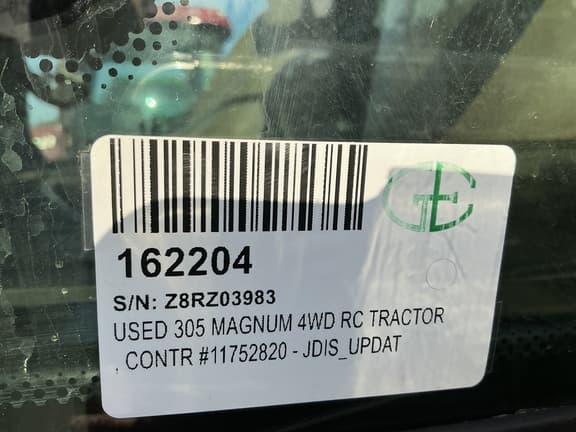 162204
S/N: Z8RZ03983
USED 305 MAGNUM 4WD RC TRACTOR
, CONTR #11752820 - JDIS_UPDAT